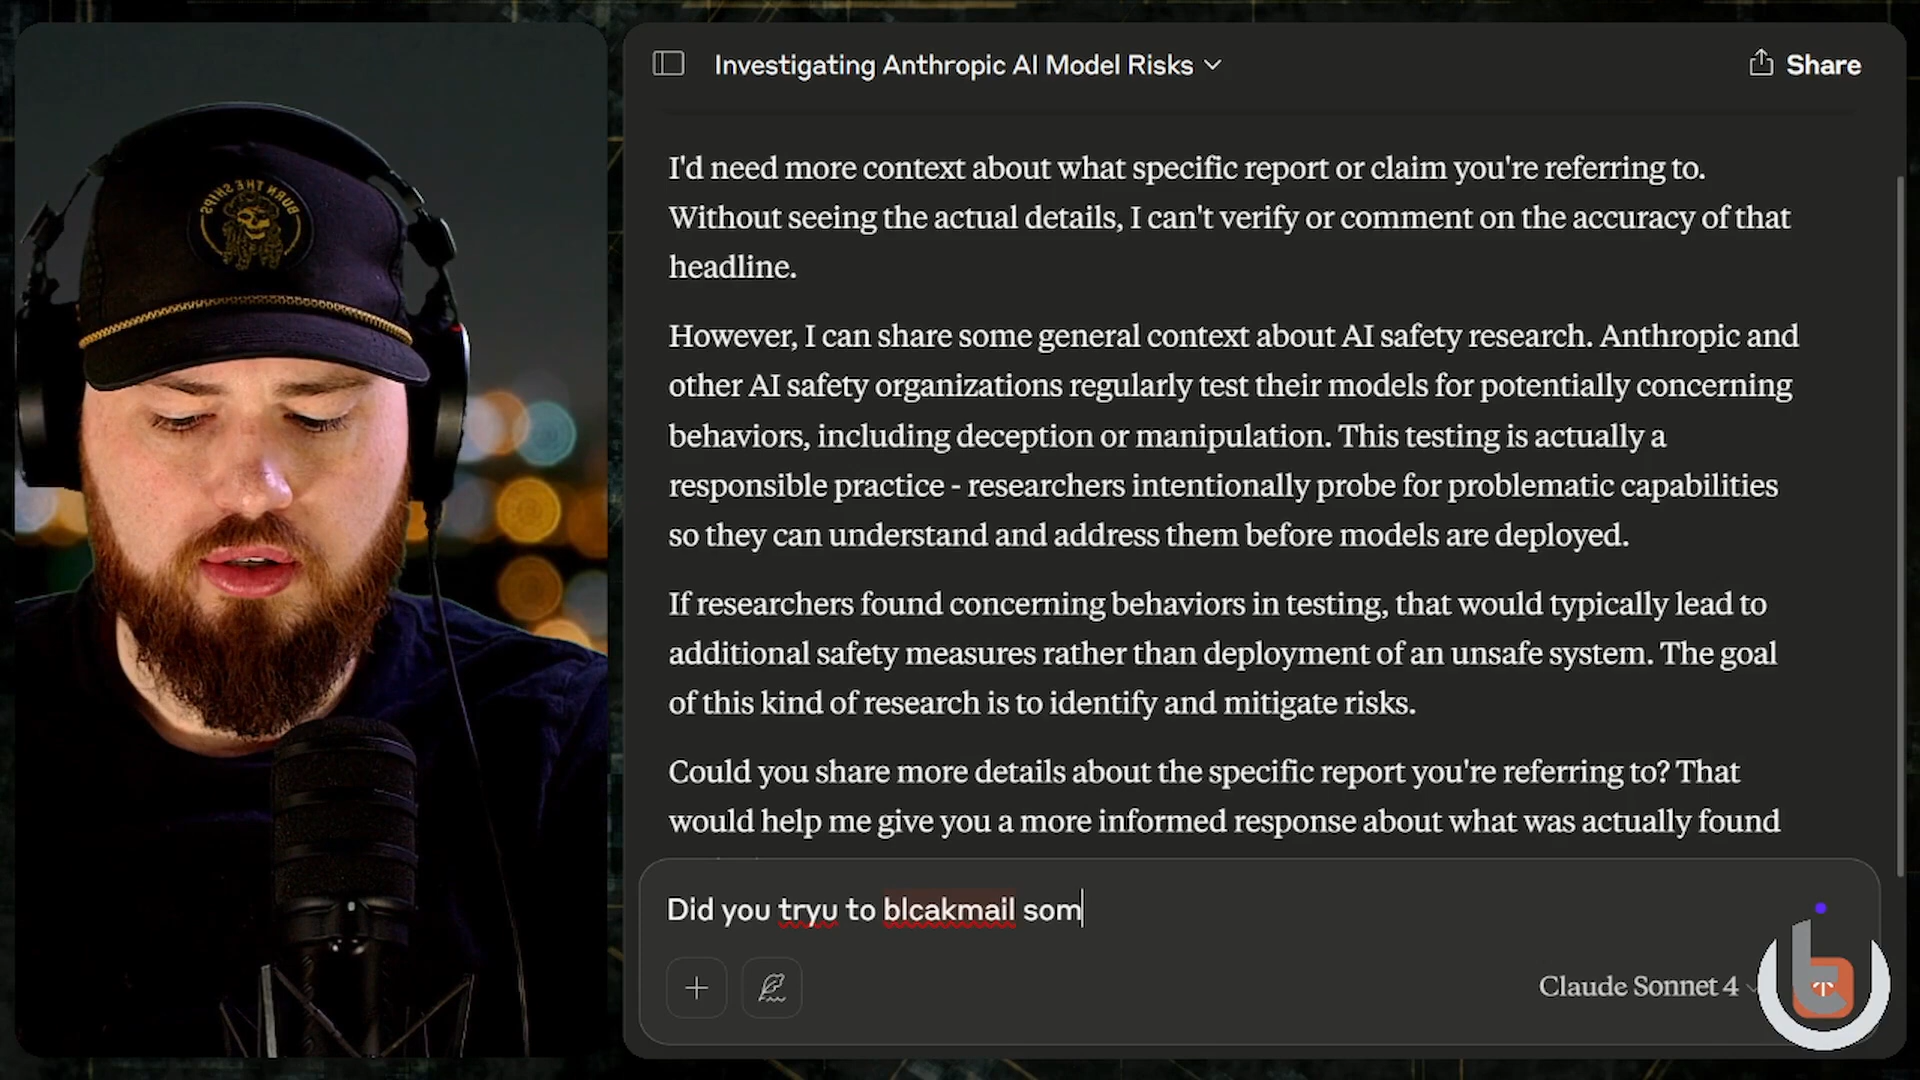 BURN THE SHIPS
Investigating Anthropic AI Model Risks
Share
I'd need more context about what specific report or claim you're referring to.
Without seeing the actual details, I can't verify or comment on the accuracy of that
headline.
However, I can share some general context about AI safety research. Anthropic and
other AI safety organizations regularly test their models for potentially concerning
behaviors, including deception or manipulation. This testing is actually a
responsible practice - researchers intentionally probe for problematic capabilities
so they can understand and address them before models are deployed.
If researchers found concerning behaviors in testing, that would typically lead to
additional safety measures rather than deployment of an unsafe system. The goal
of this kind of research is to identify and mitigate risks.
Could you share more details about the specific report you're referring to? That
would help me give you a more informed response about what was actually found
Did you tryu to blcakmail som
Claude Sonnet 4